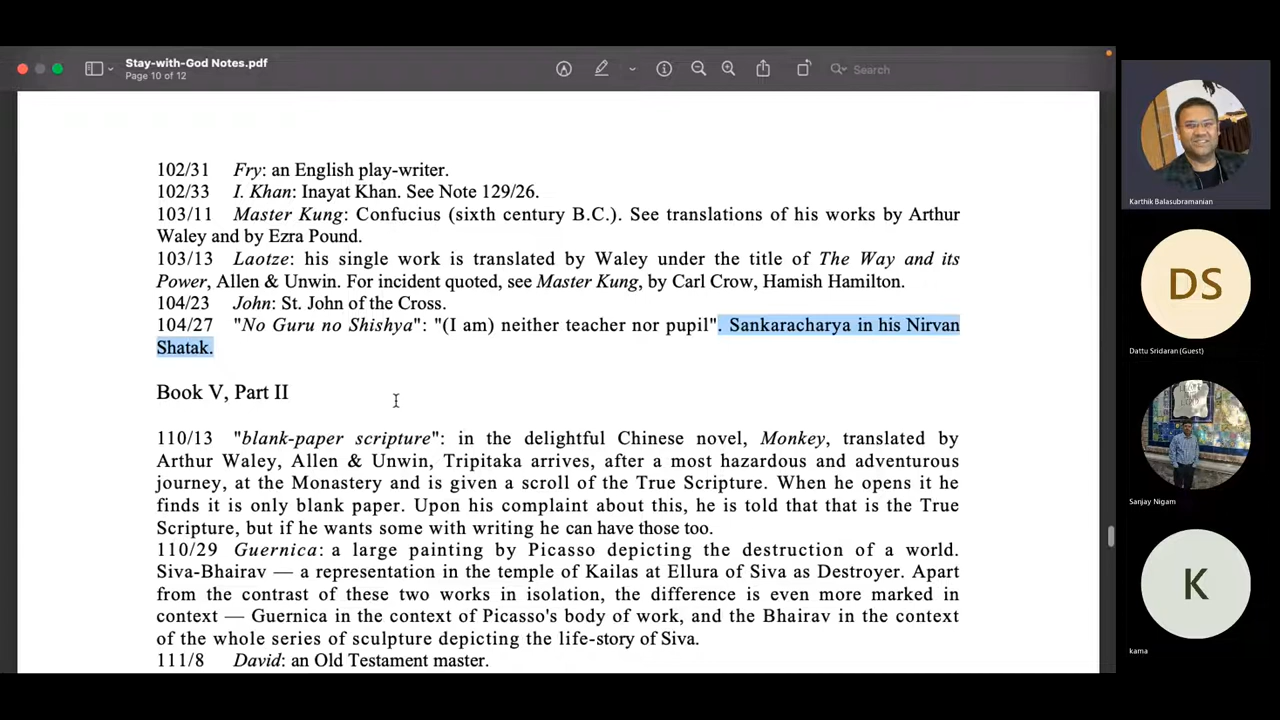 Stay-with-God Notes.pdf
Page 10 of 12
Search
102/31 Fry: an English play-writer.
102/33 I. Khan: Inayat Khan. See Note 129/26.
103/11 Master Kung: Confucius (sixth century B.C.). See translations of his works by Arthur
Waley and by Ezra Pound.
103/13 Laotze: his single work is translated by Waley under the title of The Way and its
Power, Allen & Unwin. For incident quoted, see Master Kung, by Carl Crow, Hamish Hamilton.
104/23 John: St. John of the Cross.
104/27 "No Guru no Shishya": "(I am) neither teacher nor pupil". Sankaracharya in his Nirvan
Shatak.
Book V, Part II
110/13 "blank-paper scripture": in the delightful Chinese novel, Monkey, translated by
Arthur Waley, Allen & Unwin, Tripitaka arrives, after a most hazardous and adventurous
journey, at the Monastery and is given a scroll of the True Scripture. When he opens it he
finds it is only blank paper. Upon his complaint about this, he is told that that is the True
Scripture, but if he wants some with writing he can have those too.
110/29 Guernica: a large painting by Picasso depicting the destruction of a world.
Siva-Bhairav — a representation in the temple of Kailas at Ellura of Siva as Destroyer. Apart
from the contrast of these two works in isolation, the difference is even more marked in
context — Guernica in the context of Picasso's body of work, and the Bhairav in the context
of the whole series of sculpture depicting the life-story of Siva.
111/8 David: an Old Testament master.
Karthik Balasubramanian
DS
Dattu Sridaran (Guest)
Sanjay Nigam
K
kama